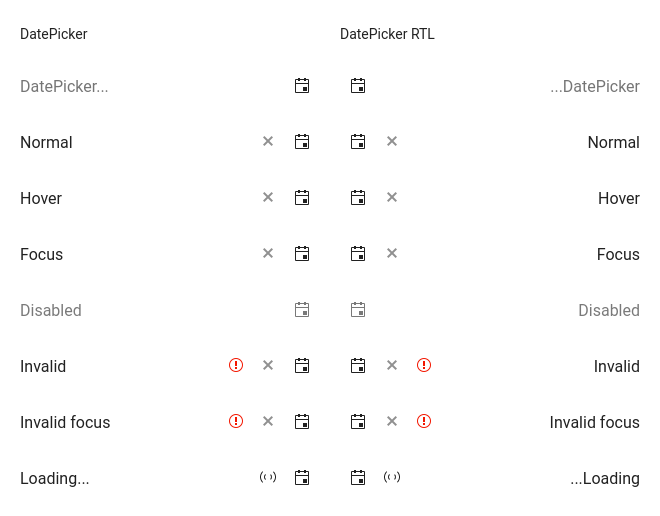 DatePicker DatePicker RTL
DatePicker... ...DatePicker
Normal Normal
Hover Hover
Focus Focus
Disabled Disabled
Invalid Invalid
Invalid focus Invalid focus
Loading... ...Loading